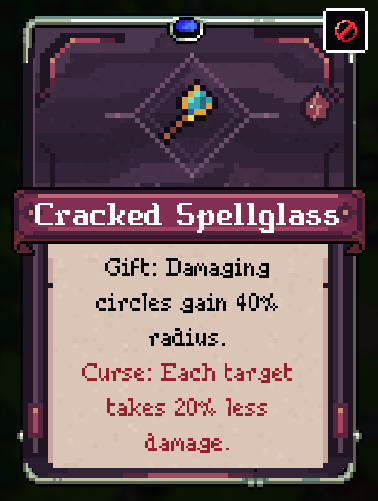 Cracked Spellglass
Gift: Damaging
circles gain 40%
radius.
Curse: Each target
takes 20% less
damage.